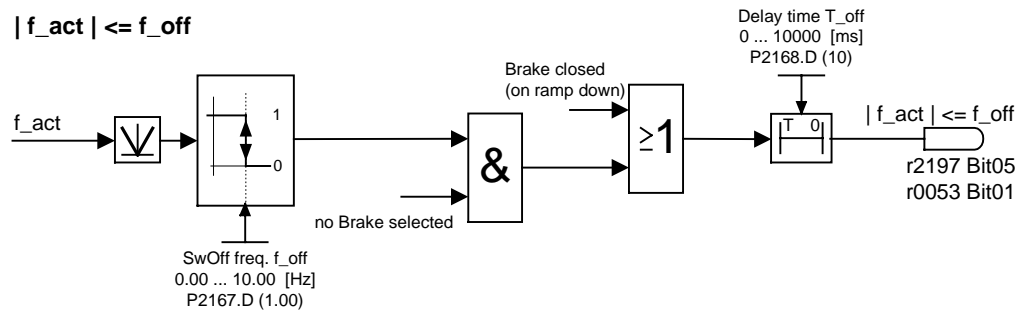 | f_act | <= f_off
Delay time T_off
0 ... 10000 [ms]
P2168.D (10)
Brake closed
(on ramp down)
f_act
1
0
&
≥1
T 0
| f_act | <= f_off
r2197 Bit05
r0053 Bit01
no Brake selected
SwOff freq. f_off
0.00 ... 10.00 [Hz]
P2167.D (1.00)